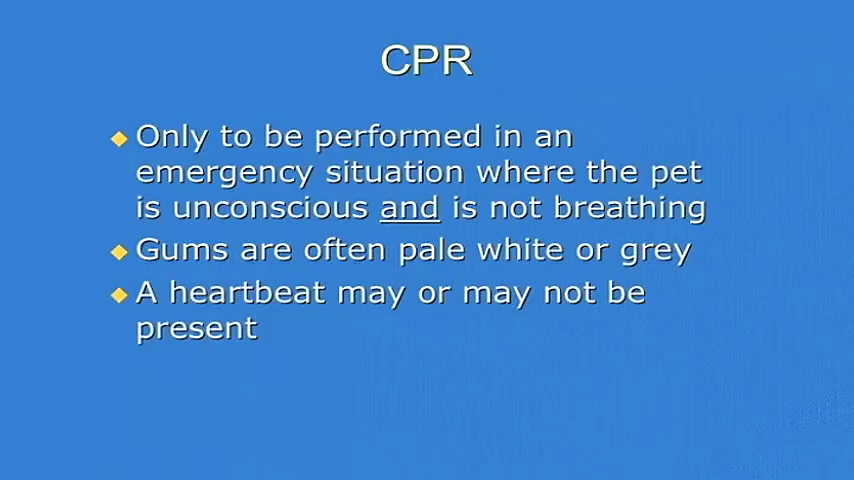 CPR
Only to be performed in an
emergency situation where the pet
is unconscious and is not breathing
Gums are often pale white or grey
A heartbeat may or may not be
present